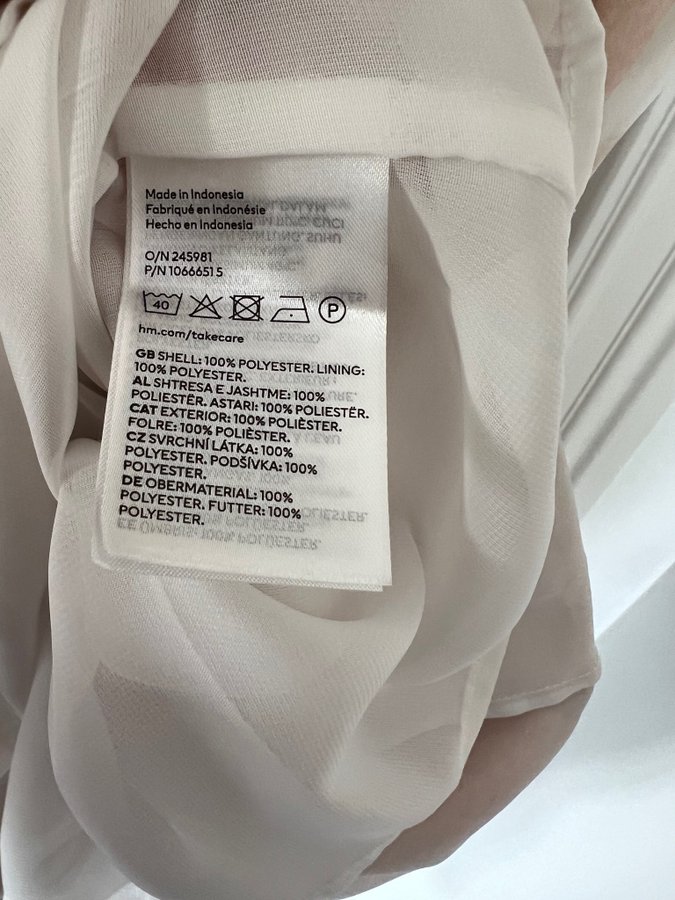 Made in Indonesia
Fabriqué en Indonésie
Hecho en Indonesia
O/N 245981
P/N 10666515
40 P
hm.com/takecare
GB SHELL: 100% POLYESTER. LINING:
100% POLYESTER.
AL SHTRESA E JASHTME: 100%
POLIESTËR. ASTARI: 100% POLIESTËR.
CAT EXTERIOR: 100% POLIÈSTER.
FOLRE: 100% POLIÈSTER.
CZ SVRCHNÍ LÁTKA: 100%
POLYESTER. PODŠÍVKA: 100%
POLYESTER.
DE OBERMATERIAL: 100%
POLYESTER. FUTTER: 100%
POLYESTER.